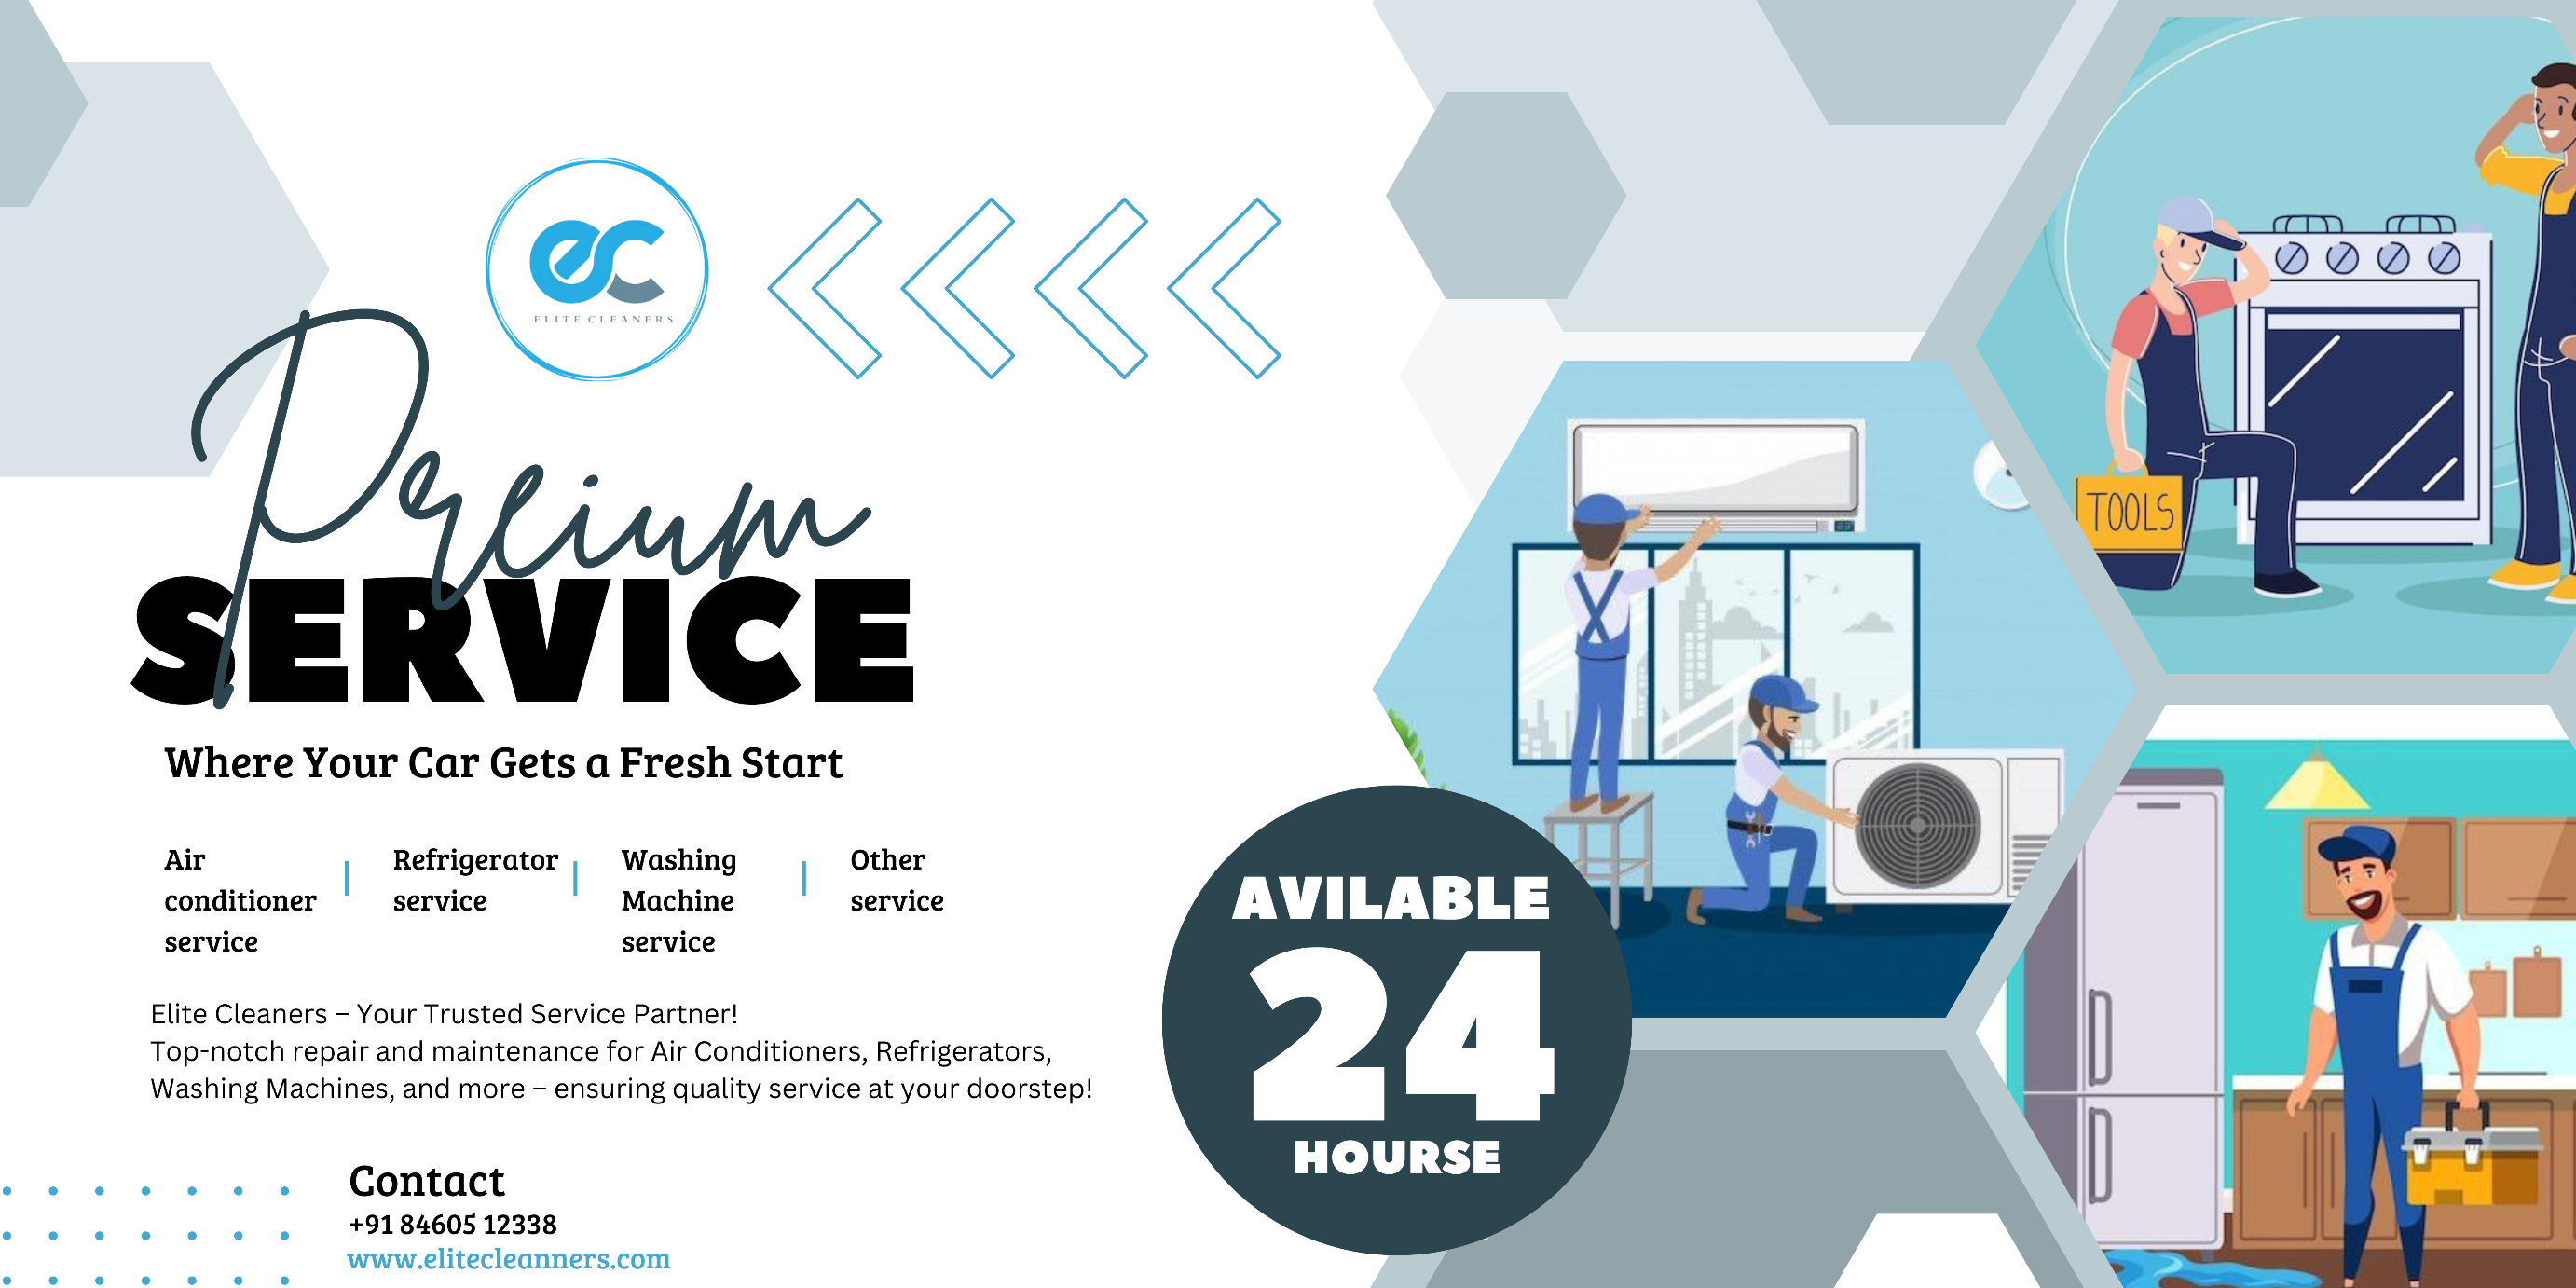 ec
ELITE CLEANERS
Preium
SERVICE
Where Your Car Gets a Fresh Start
Air
conditioner
service
Refrigerator
service
Washing
Machine
service
Other
service
Elite Cleaners – Your Trusted Service Partner!
Top-notch repair and maintenance for Air Conditioners, Refrigerators,
Washing Machines, and more – ensuring quality service at your doorstep!
Contact
+91 84605 12338
www.elitecleanners.com
AVILABLE
24
HOURSE
TOOLS